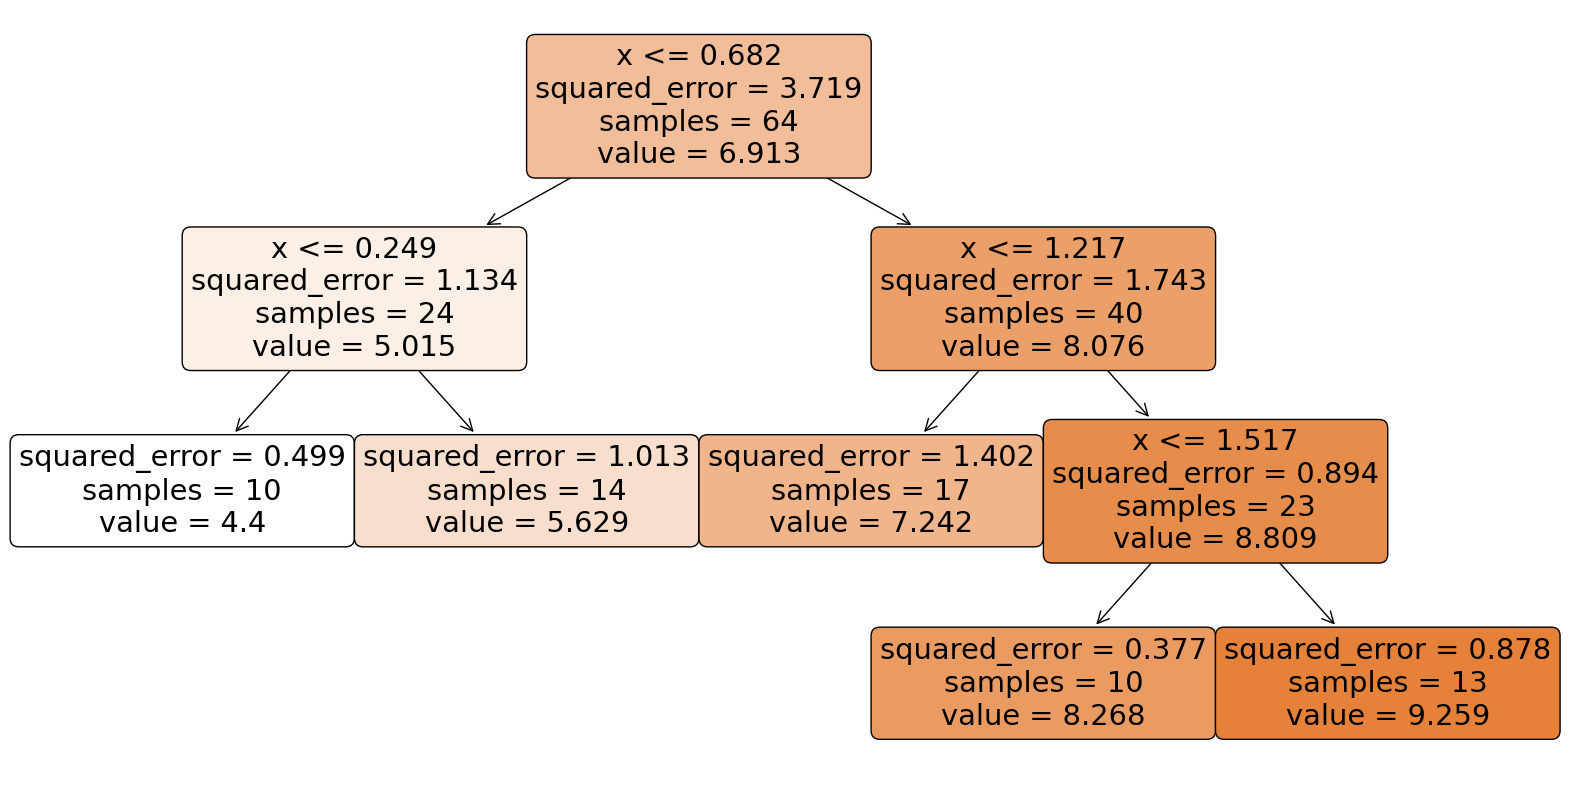 x <= 0.682
squared_error = 3.719
samples = 64
value = 6.913
x <= 0.249
squared_error = 1.134
samples = 24
value = 5.015
x <= 1.217
squared_error = 1.743
samples = 40
value = 8.076
squared_error = 0.499
samples = 10
value = 4.4
squared_error = 1.013
samples = 14
value = 5.629
squared_error = 1.402
samples = 17
value = 7.242
x <= 1.517
squared_error = 0.894
samples = 23
value = 8.809
squared_error = 0.377
samples = 10
value = 8.268
squared_error = 0.878
samples = 13
value = 9.259